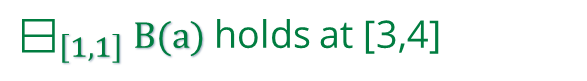 ⊟[1,1] B(a) holds at [3,4]